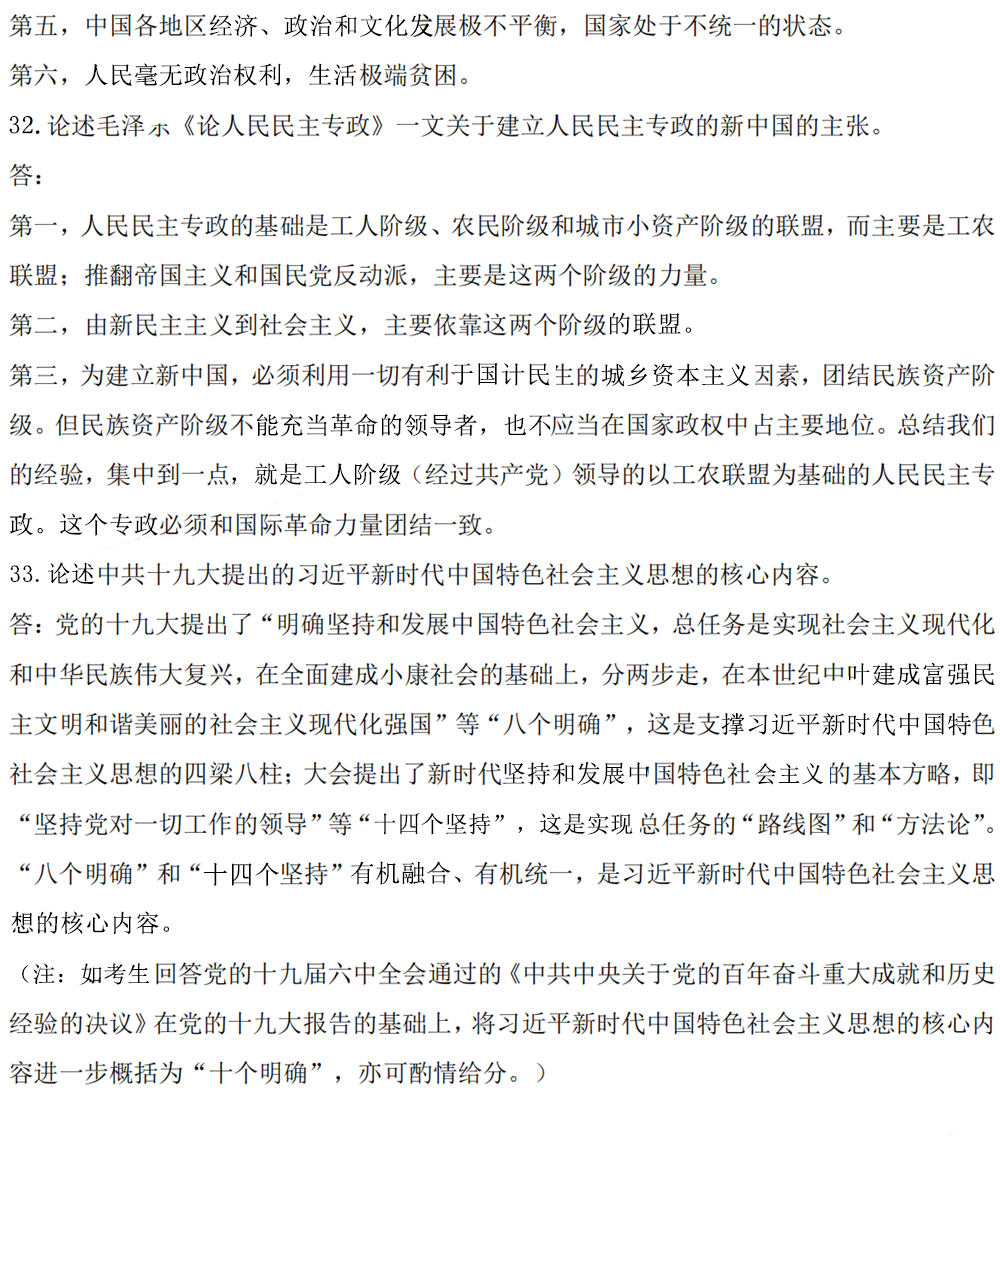 第五，中国各地区经济、政治和文化发展极不平衡，国家处于不统一的状态。
第六，人民毫无政治权利，生活极端贫困。
32.论述毛泽东《论人民民主专政》一文关于建立人民民主专政的新中国的主张。
答：
第一，人民民主专政的基础是工人阶级、农民阶级和城市小资产阶级的联盟，而主要是工农
联盟；推翻帝国主义和国民党反动派，主要是这两个阶级的力量。
第二，由新民主主义到社会主义，主要依靠这两个阶级的联盟。
第三，为建立新中国，必须利用一切有利于国计民生的城乡资本主义因素，团结民族资产阶
级。但民族资产阶级不能充当革命的领导者，也不应当在国家政权中占主要地位。总结我们
的经验，集中到一点，就是工人阶级（经过共产党）领导的以工农联盟为基础的人民民主专
政。这个专政必须和国际革命力量团结一致。
33.论述中共十九大提出的习近平新时代中国特色社会主义思想的核心内容。
答：党的十九大提出了“明确坚持和发展中国特色社会主义，总任务是实现社会主义现代化
和中华民族伟大复兴，在全面建成小康社会的基础上，分两步走，在本世纪中叶建成富强民
主文明和谐美丽的社会主义现代化强国”等“八个明确”，这是支撑习近平新时代中国特色
社会主义思想的四梁八柱；大会提出了新时代坚持和发展中国特色社会主义的基本方略，即
“坚持党对一切工作的领导”等“十四个坚持”，这是实现总任务的“路线图”和“方法论”。
“八个明确”和“十四个坚持”有机融合、有机统一，是习近平新时代中国特色社会主义思
想的核心内容。
（注：如考生回答党的十九届六中全会通过的《中共中央关于党的百年奋斗重大成就和历史
经验的决议》在党的十九大报告的基础上，将习近平新时代中国特色社会主义思想的核心内
容进一步概括为“十个明确”，亦可酌情给分。）